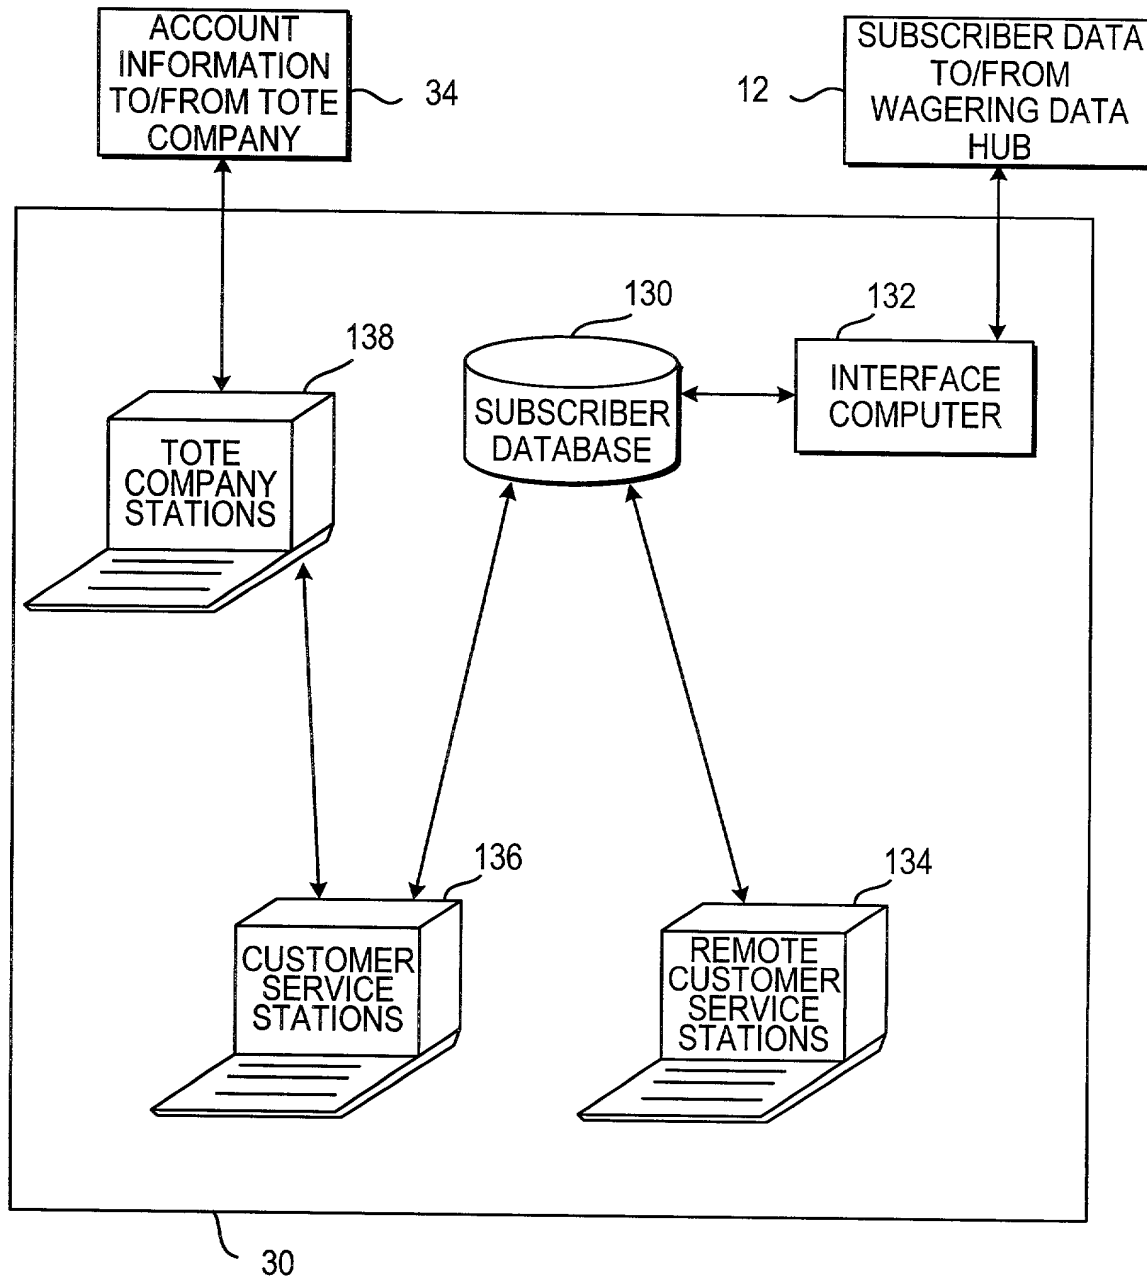 ACCOUNT
INFORMATION
TO/FROM TOTE
COMPANY
34
12
SUBSCRIBER DATA
TO/FROM
WAGERING DATA
HUB
138
TOTE
COMPANY
STATIONS
130
SUBSCRIBER
DATABASE
132
INTERFACE
COMPUTER
136
CUSTOMER
SERVICE
STATIONS
134
REMOTE
CUSTOMER
SERVICE
STATIONS
30